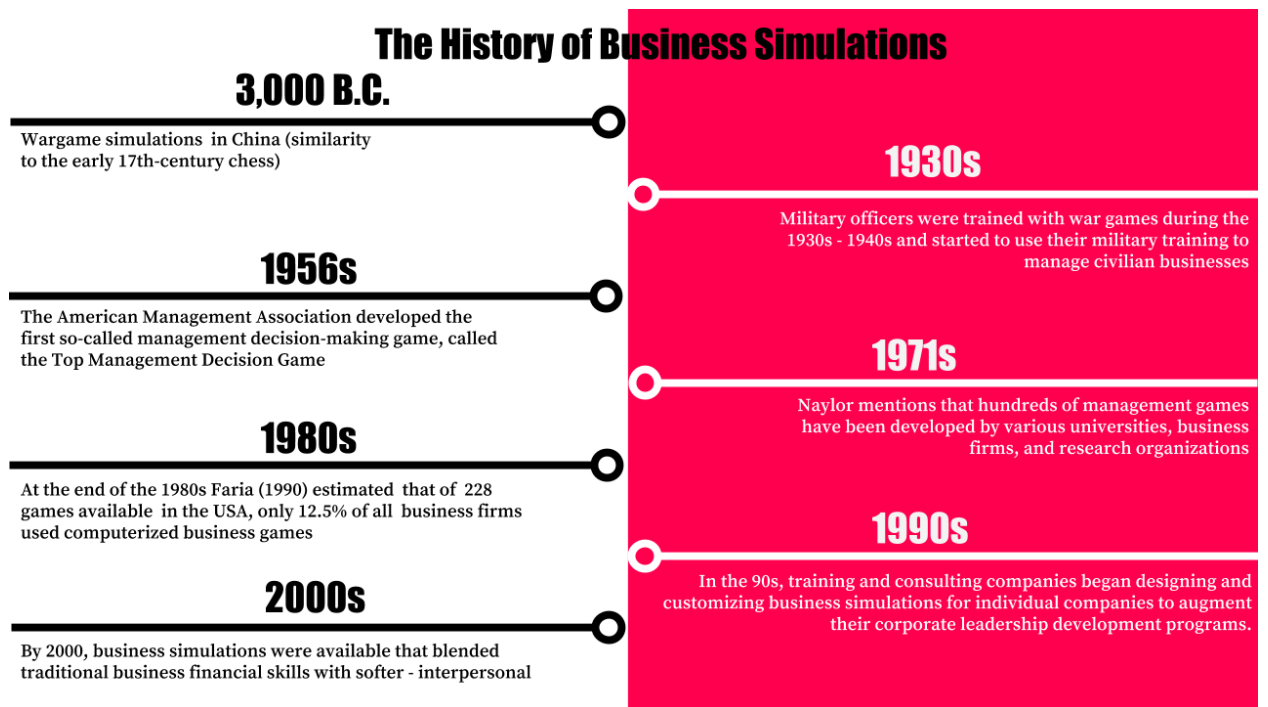 The History of Business Simulations
3,000 B.C.
Wargame simulations in China (similarity
to the early 17th-century chess)
1930s
Military officers were trained with war games during the
1930s - 1940s and started to use their military training to
manage civilian businesses
1956s
The American Management Association developed the
first so-called management decision-making game, called
the Top Management Decision Game
1971s
Naylor mentions that hundreds of management games
have been developed by various universities, business
firms, and research organizations
1980s
At the end of the 1980s Faria (1990) estimated that of 228
games available in the USA, only 12.5% of all business firms
used computerized business games
1990s
In the 90s, training and consulting companies began designing and
customizing business simulations for individual companies to augment
their corporate leadership development programs.
2000s
By 2000, business simulations were available that blended
traditional business financial skills with softer - interpersonal